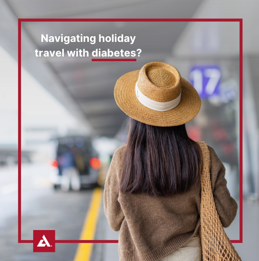 Navigating holiday
travel with diabetes?
17